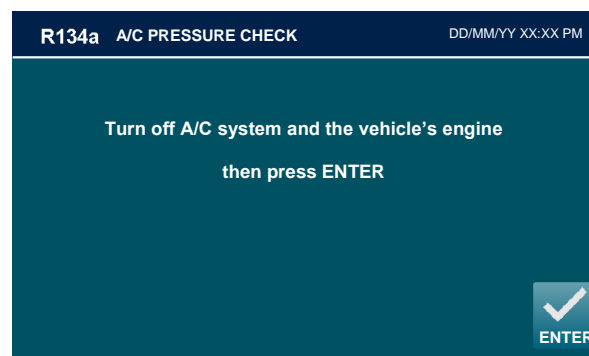 R134a A/C PRESSURE CHECK DD/MM/YY XX:XX PM
Turn off A/C system and the vehicle's engine
then press ENTER
ENTER